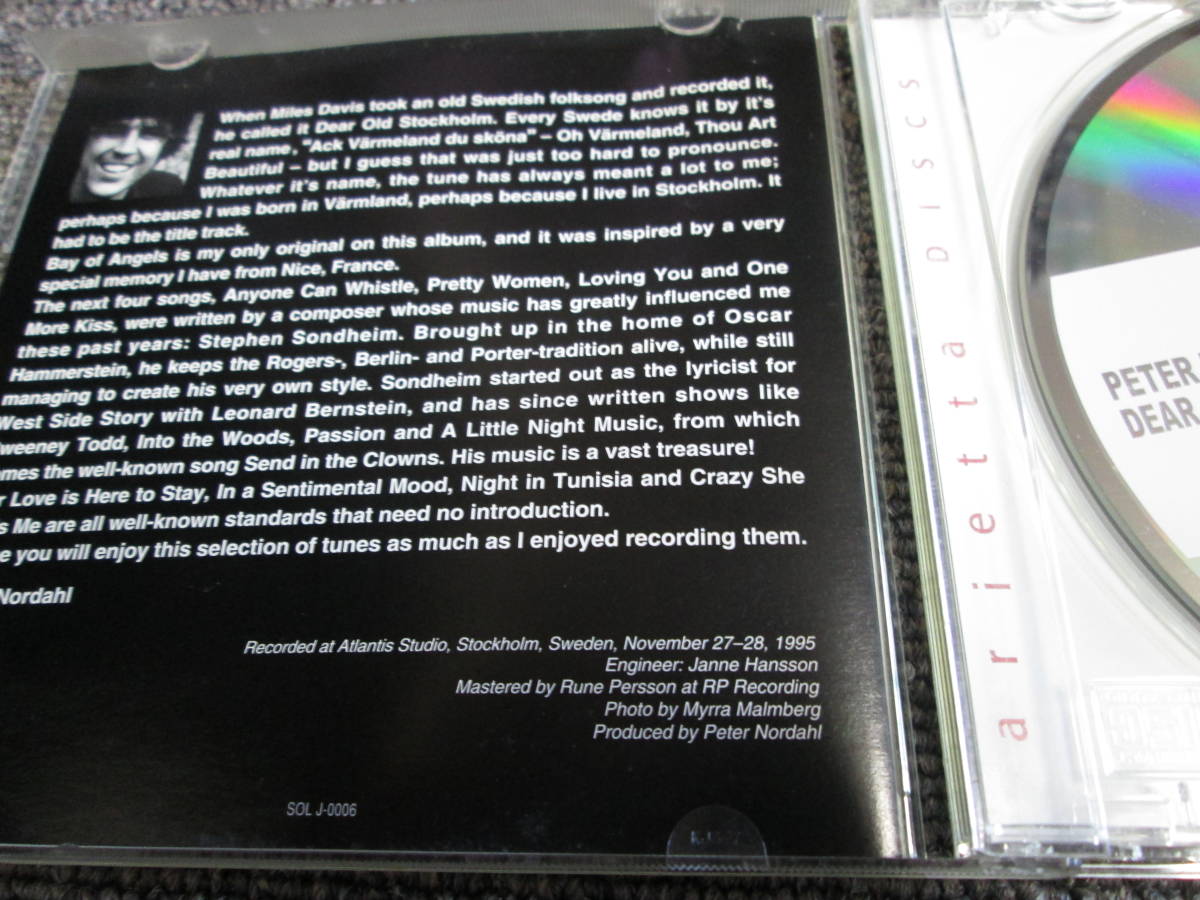 When Miles Davis took an old Swedish folksong and recorded it,
he called it Dear Old Stockholm. Every Swede knows it by it's
real name, "Ack Värmeland du sköna" – Oh Värmeland, Thou Art
Beautiful – but I guess that was just too hard to pronounce.
Whatever it's name, the tune has always meant a lot to me;
perhaps because I was born in Värmland, perhaps because I live in Stockholm. It
had to be the title track.
Bay of Angels is my only original on this album, and it was inspired by a very
special memory I have from Nice, France.
The next four songs, Anyone Can Whistle, Pretty Women, Loving You and One
More Kiss, were written by a composer whose music has greatly influenced me
these past years: Stephen Sondheim. Brought up in the home of Oscar
Hammerstein, he keeps the Rogers-, Berlin- and Porter-tradition alive, while still
managing to create his very own style. Sondheim started out as the lyricist for
West Side Story with Leonard Bernstein, and has since written shows like
weeney Todd, Into the Woods, Passion and A Little Night Music, from which
omes the well-known song Send in the Clowns. His music is a vast treasure!
r Love is Here to Stay, In a Sentimental Mood, Night in Tunisia and Crazy She
s Me are all well-known standards that need no introduction.
e you will enjoy this selection of tunes as much as I enjoyed recording them.
Nordahl
Recorded at Atlantis Studio, Stockholm, Sweden, November 27–28, 1995
Engineer: Janne Hansson
Mastered by Rune Persson at RP Recording
Photo by Myrra Malmberg
Produced by Peter Nordahl
SOL J-0006
arietta Discs
PETER
DEAR